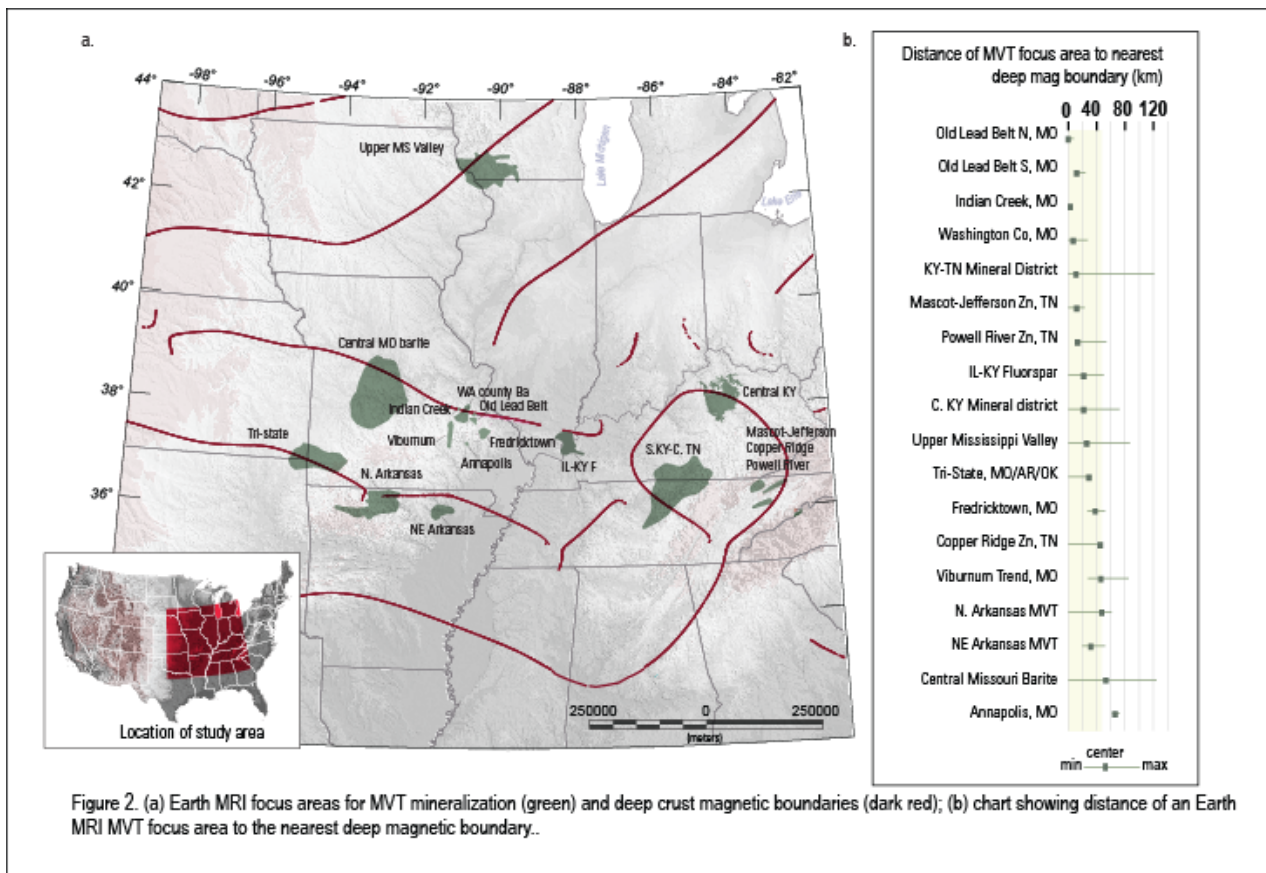 a.
-98°
-96°
-94°
-92°
-90°
-88°
-86°
-84°
-82°
44°
42°
40°
38°
36°
Upper MS Valley
Lake Michigan
Central MO barite
WA county Ba
Indian Creek
Old Lead Belt
Central KY
Tri-state
Viburnum
Fredricktown
Mascot-Jefferson
S.KY-C. TN
Copper Ridge
N. Arkansas
Annapolis
IL-KY F
Powell River
NE Arkansas
250000 0 250000
(meters)
Location of study area
b.
Distance of MVT focus area to nearest
deep mag boundary (km)
0 40 80 120
Old Lead Belt N, MO
Old Lead Belt S, MO
Indian Creek, MO
Washington Co, MO
KY-TN Mineral District
Mascot-Jefferson Zn, TN
Powell River Zn, TN
IL-KY Fluorspar
C. KY Mineral district
Upper Mississippi Valley
Tri-State, MO/AR/OK
Fredricktown, MO
Copper Ridge Zn, TN
Viburnum Trend, MO
N. Arkansas MVT
NE Arkansas MVT
Central Missouri Barite
Annapolis, MO
center
min max
Figure 2. (a) Earth MRI focus areas for MVT mineralization (green) and deep crust magnetic boundaries (dark red); (b) chart showing distance of an Earth
MRI MVT focus area to the nearest deep magnetic boundary..